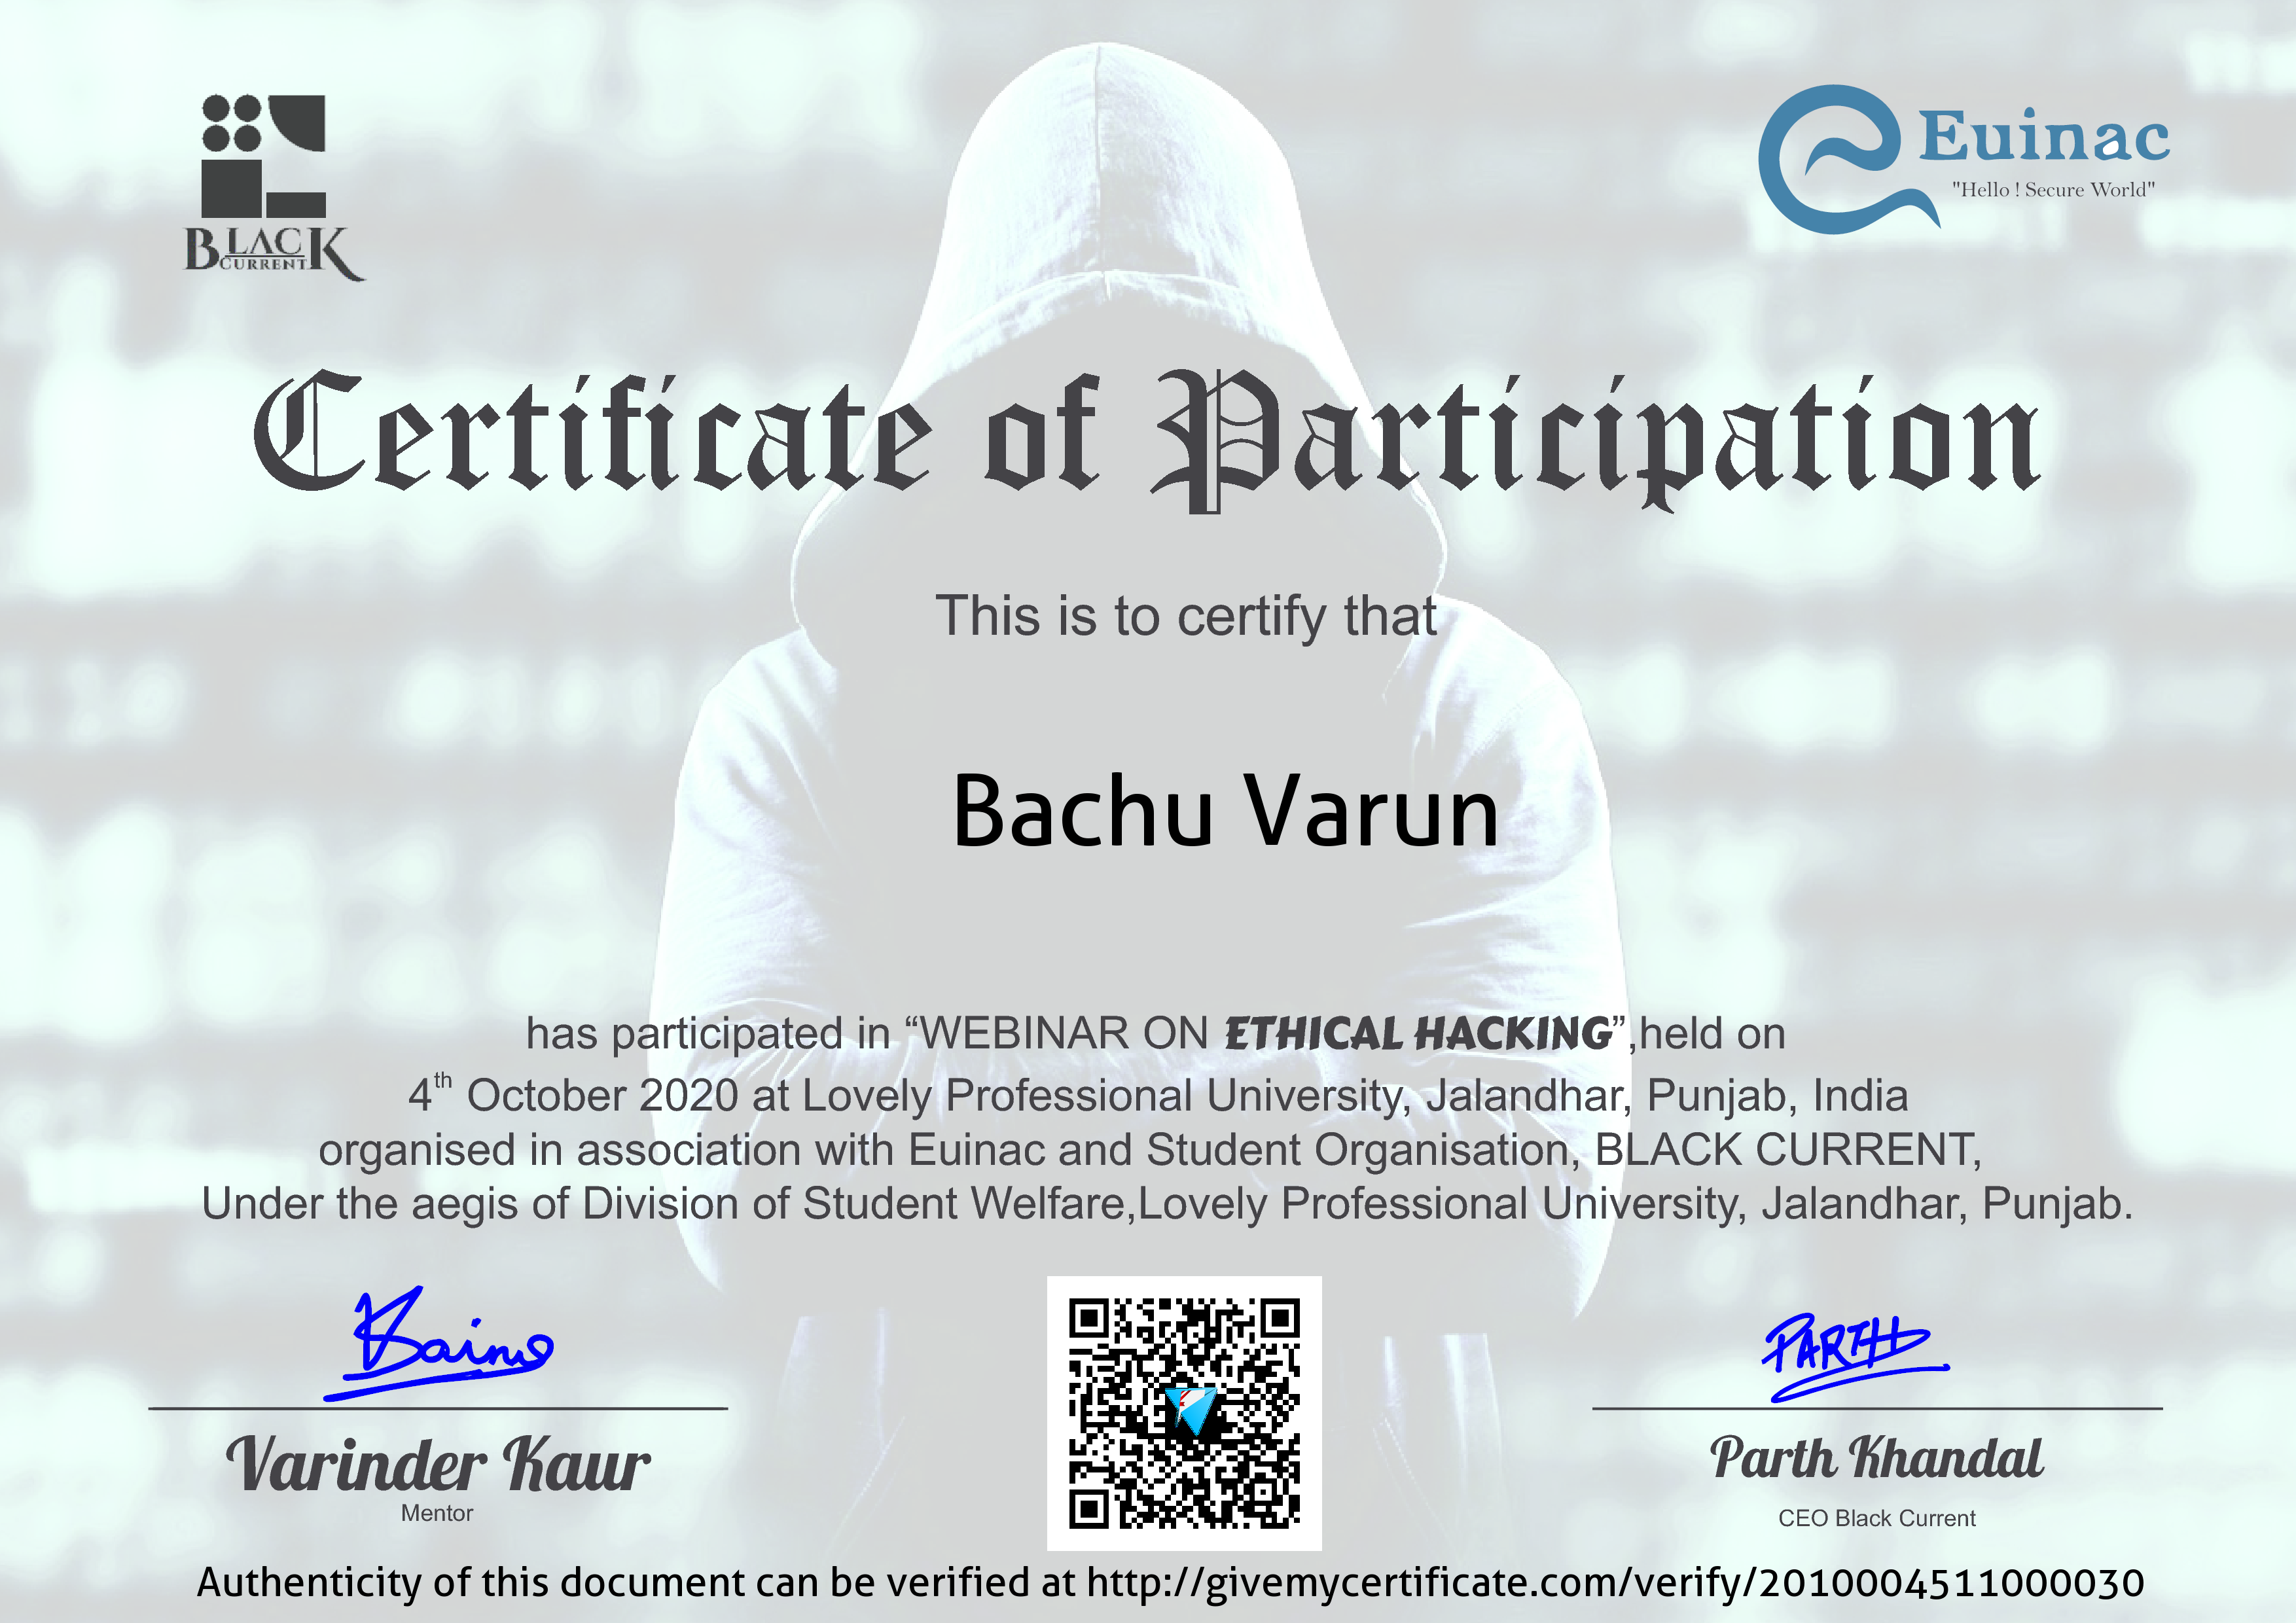 BLACK
CURRENT
Euinac
"Hello ! Secure World"
Certificate of Participation
This is to certify that
Bachu Varun
has participated in “WEBINAR ON ETHICAL HACKING”,held on
4th October 2020 at Lovely Professional University, Jalandhar, Punjab, India
organised in association with Euinac and Student Organisation, BLACK CURRENT,
Under the aegis of Division of Student Welfare,Lovely Professional University, Jalandhar, Punjab.
PARTH
Varinder Kaur
Mentor
Parth Khandal
CEO Black Current
Authenticity of this document can be verified at http://givemycertificate.com/verify/2010004511000030